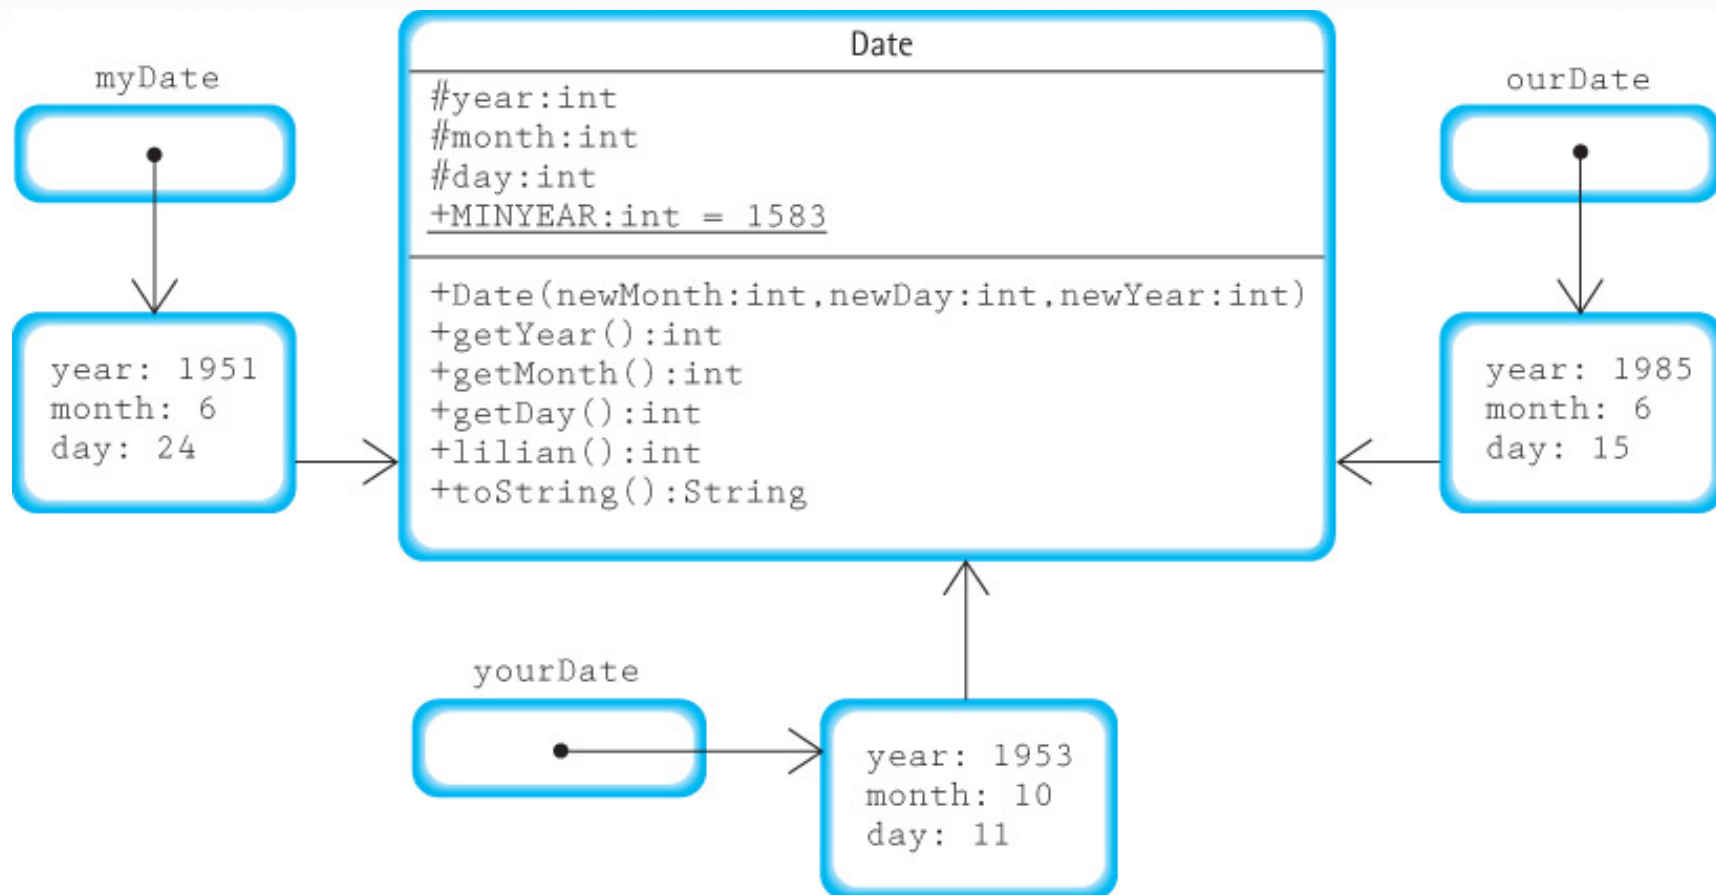 Date
#year:int
#month:int
#day:int
+MINYEAR:int = 1583
+Date(newMonth:int,newDay:int,newYear:int)
+getYear():int
+getMonth():int
+getDay():int
+lilian():int
+toString():String
myDate
year: 1951
month: 6
day: 24
ourDate
year: 1985
month: 6
day: 15
yourDate
year: 1953
month: 10
day: 11